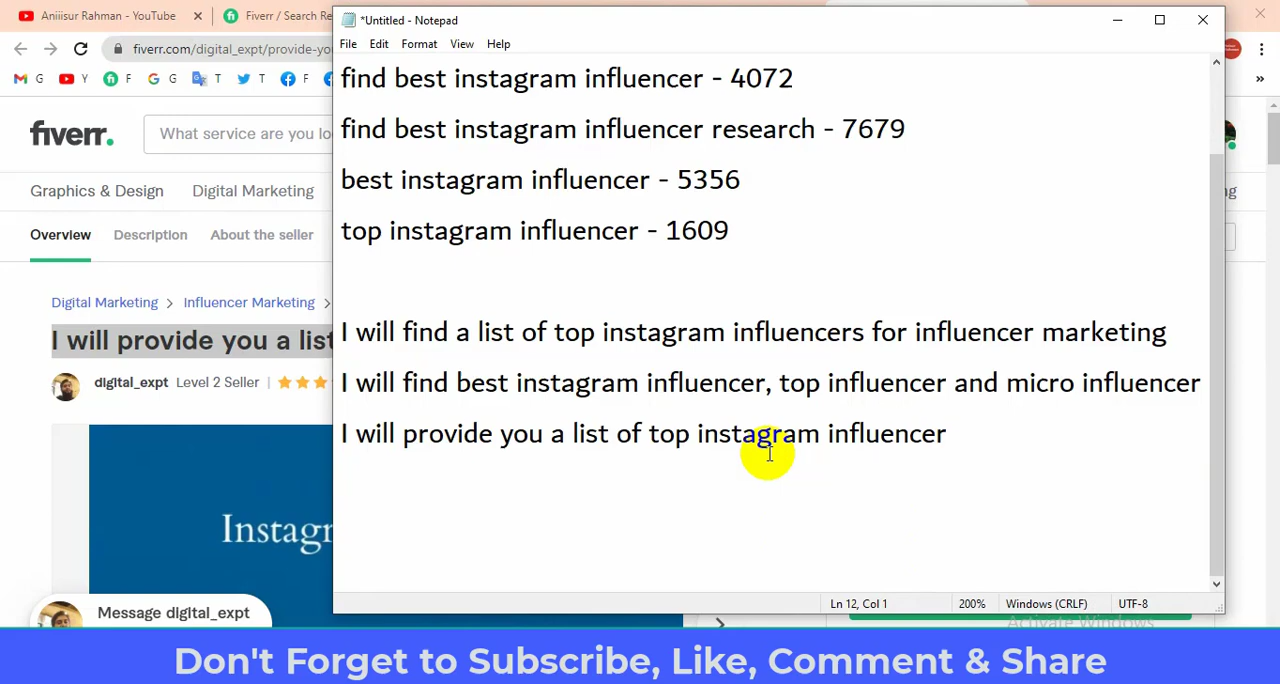 Aniiisur Rahman - YouTube
Fiverr / Search Re
*Untitled - Notepad
File Edit Format View Help
fiverr.com/digital_expt/provide-yo
G Y F G T T
fiverr.
What service are you lo
Graphics & Design Digital Marketing
Overview Description About the seller
Digital Marketing > Influencer Marketing >
I will provide you a list
digital_expt Level 2 Seller
Instagr
Message digital_expt
find best instagram influencer - 4072
find best instagram influencer research - 7679
best instagram influencer - 5356
top instagram influencer - 1609
I will find a list of top instagram influencers for influencer marketing
I will find best instagram influencer, top influencer and micro influencer
I will provide you a list of top instagram influencer
Ln 12, Col 1 200% Windows (CRLF) UTF-8
Activate Windows
Don't Forget to Subscribe, Like, Comment & Share